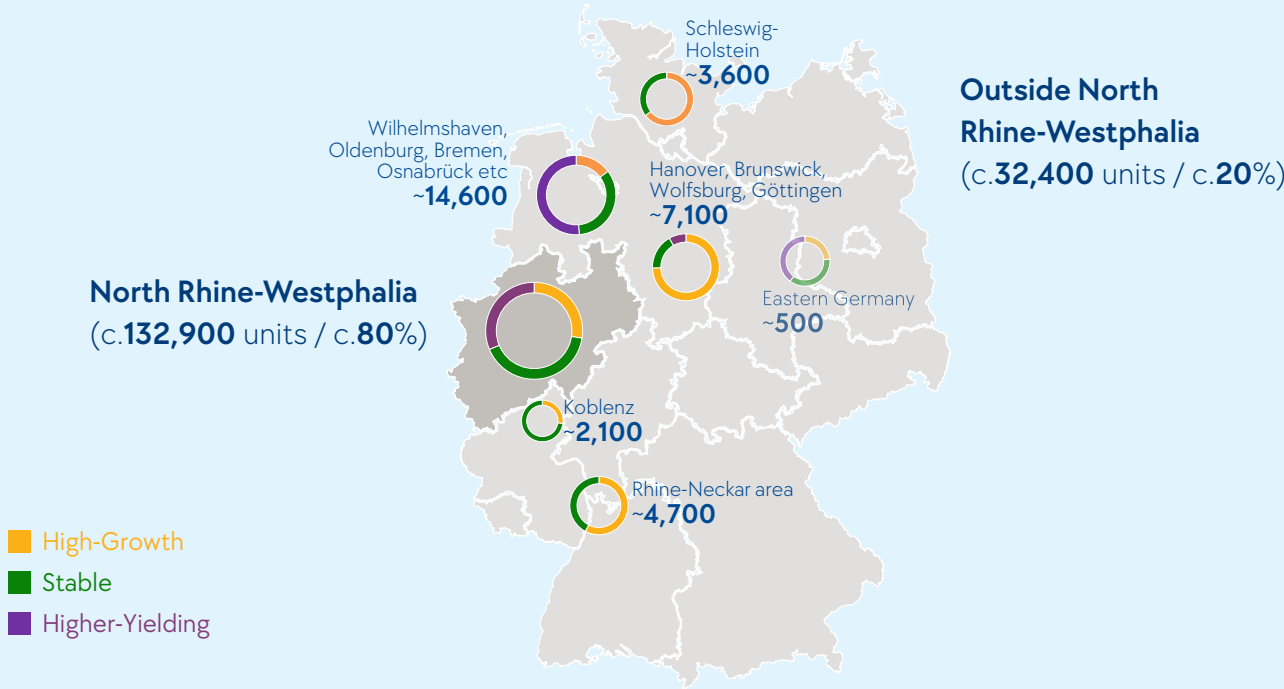 Schleswig-
Holstein
~3,600
Outside North
Rhine-Westphalia
(c.32,400 units / c.20%)
Wilhelmshaven,
Oldenburg, Bremen,
Osnabrück etc
~14,600
Hanover, Brunswick,
Wolfsburg, Göttingen
~7,100
North Rhine-Westphalia
(c.132,900 units / c.80%)
Eastern Germany
~500
Koblenz
~2,100
Rhine-Neckar area
~4,700
High-Growth
Stable
Higher-Yielding